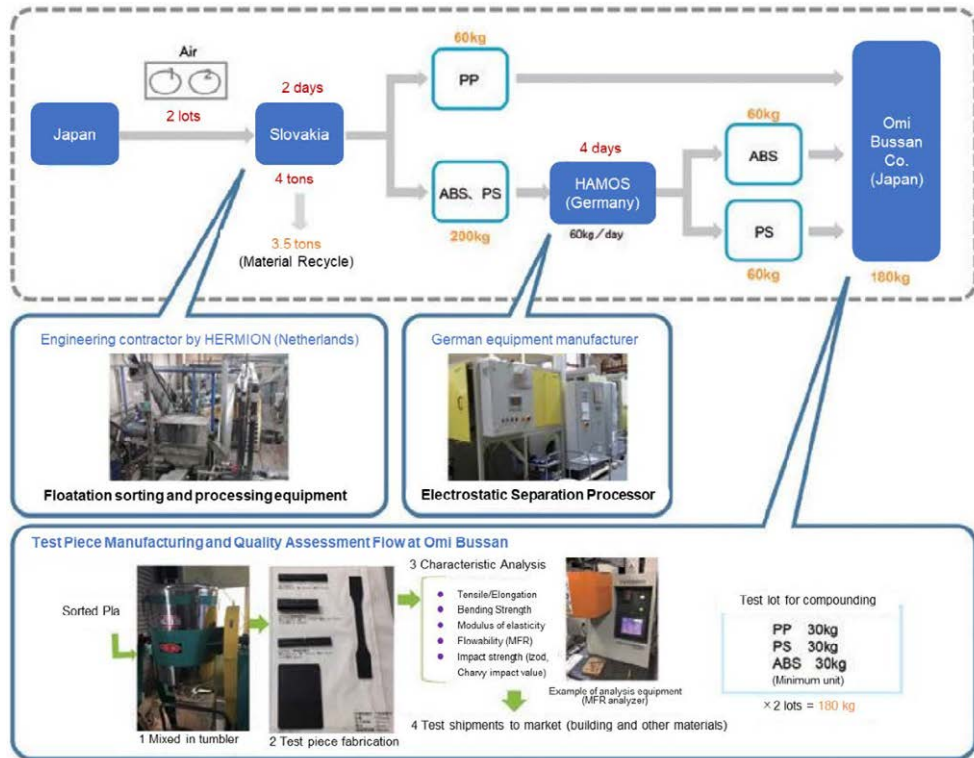 Air
1 2
2 lots
Japan
2 days
Slovakia
4 tons
3.5 tons
(Material Recycle)
60kg
PP
ABS、PS
200kg
4 days
HAMOS
(Germany)
60kg/day
60kg
ABS
PS
60kg
Omi
Bussan
Co.
(Japan)
180kg
Engineering contractor by HERMION (Netherlands)
Floatation sorting and processing equipment
German equipment manufacturer
Electrostatic Separation Processor
Test Piece Manufacturing and Quality Assessment Flow at Omi Bussan
Sorted Pla
1 Mixed in tumbler
2 Test piece fabrication
3 Characteristic Analysis
Tensile/Elongation
Bending Strength
Modulus of elasticity
Flowability (MFR)
Impact strength (Izod,
Charvy impact value)
Example of analysis equipment
(MFR analyzer)
4 Test shipments to market (building and other materials)
Test lot for compounding
PP 30kg
PS 30kg
ABS 30kg
(Minimum unit)
×2 lots = 180 kg